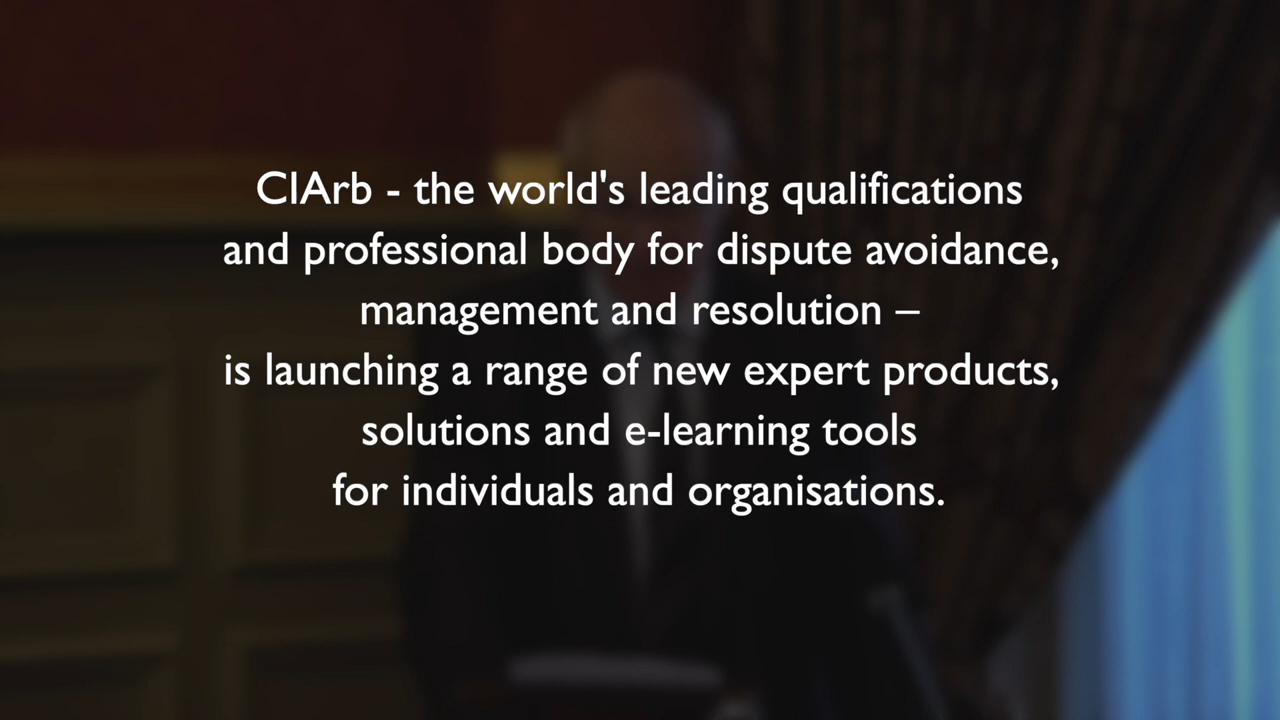 CIArb - the world's leading qualifications
and professional body for dispute avoidance,
management and resolution –
is launching a range of new expert products,
solutions and e-learning tools
for individuals and organisations.